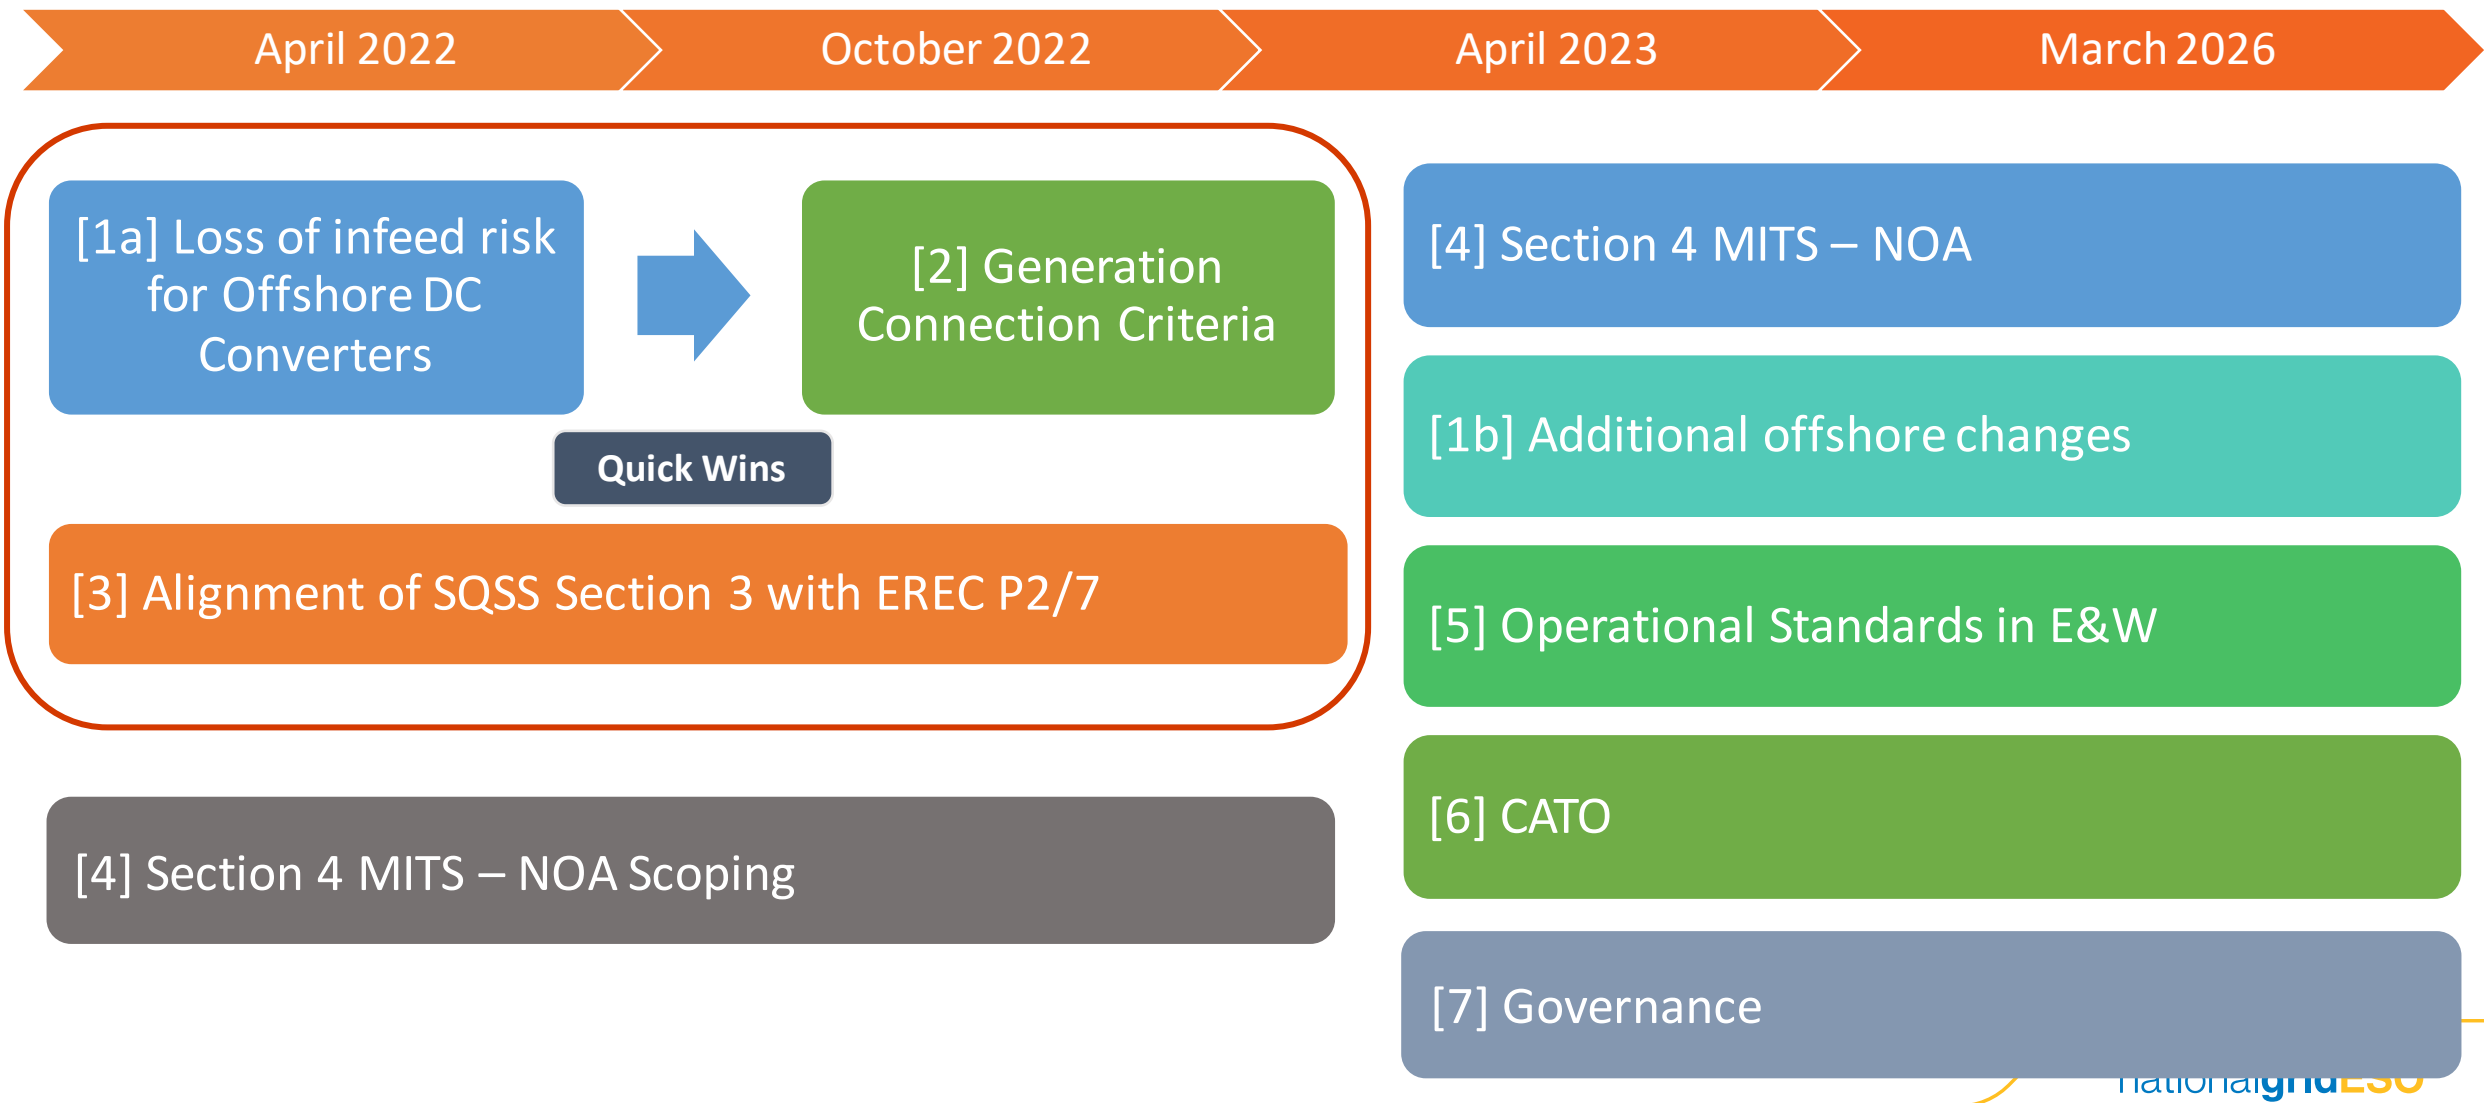 April 2022
October 2022
April 2023
March 2026
[1a] Loss of infeed risk
for Offshore DC
Converters
[2] Generation
Connection Criteria
Quick Wins
[3] Alignment of SQSS Section 3 with EREC P2/7
[4] Section 4 MITS – NOA Scoping
[4] Section 4 MITS – NOA
[1b] Additional offshore changes
[5] Operational Standards in E&W
[6] CATO
[7] Governance
nationalgridESO